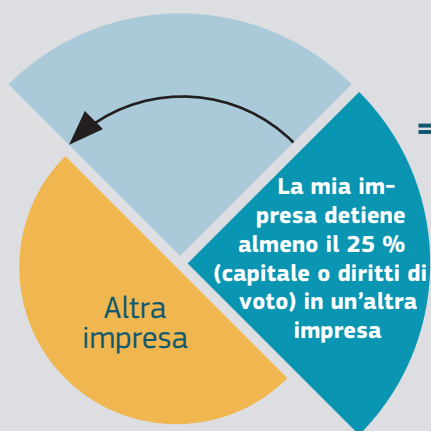 =
La mia im-
presa detiene
almeno il 25 %
(capitale o diritti di
voto) in un’altra
impresa
Altra
impresa